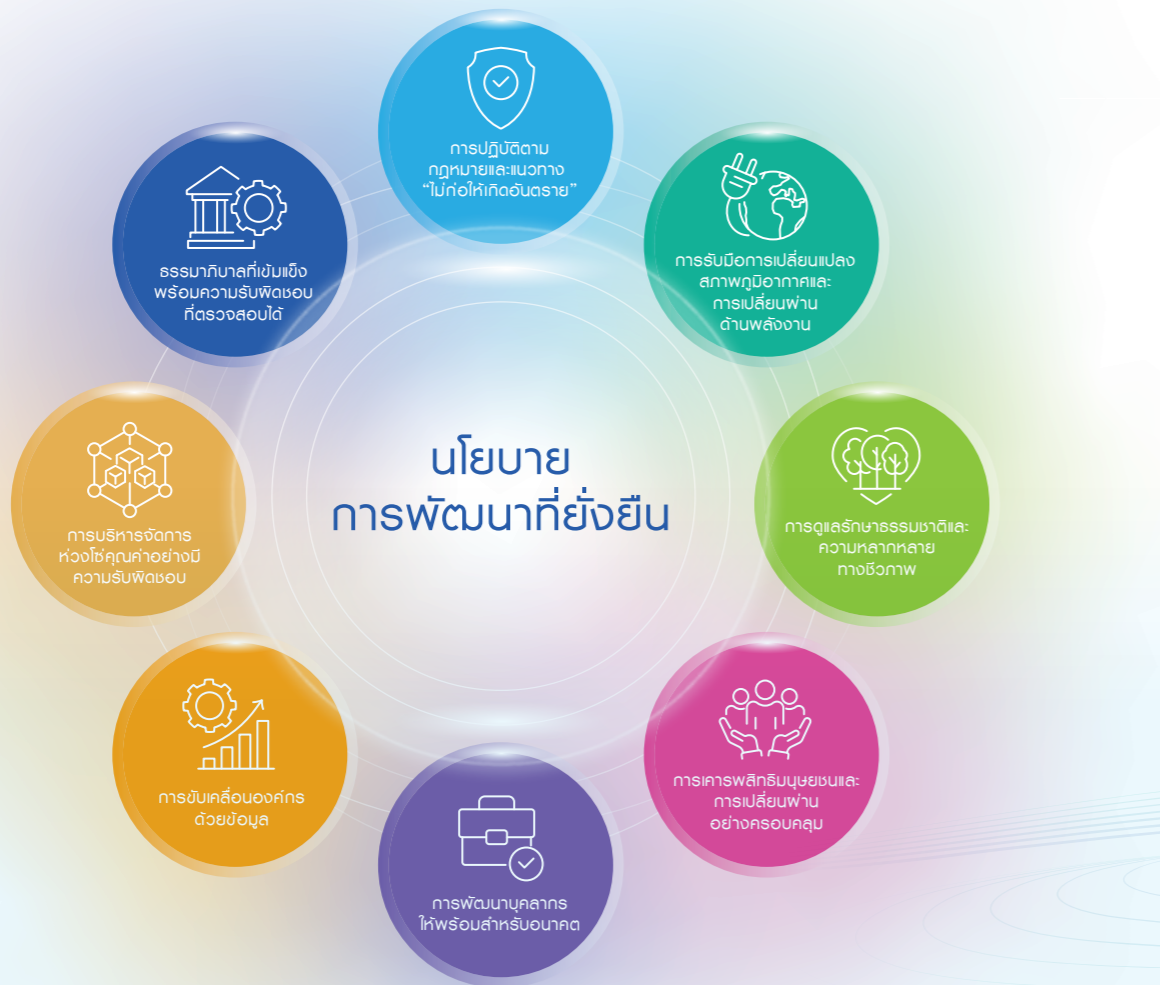 การปฏิบัติตาม
กฎหมายและแนวทาง
“ไม่ก่อให้เกิดอันตราย”
การรับมือการเปลี่ยนแปลง
สภาพภูมิอากาศและ
การเปลี่ยนผ่าน
ด้านพลังงาน
การดูแลรักษาธรรมชาติและ
ความหลากหลาย
ทางชีวภาพ
การเคารพสิทธิมนุษยชนและ
การเปลี่ยนผ่าน
อย่างครอบคลุม
การพัฒนาบุคลากร
ให้พร้อมสำหรับอนาคต
การขับเคลื่อนองค์กร
ด้วยข้อมูล
การบริหารจัดการ
ห่วงโซ่คุณค่าอย่างมี
ความรับผิดชอบ
ธรรมาภิบาลที่เข้มแข็ง
พร้อมความรับผิดชอบ
ที่ตรวจสอบได้
นโยบาย
การพัฒนาที่ยั่งยืน